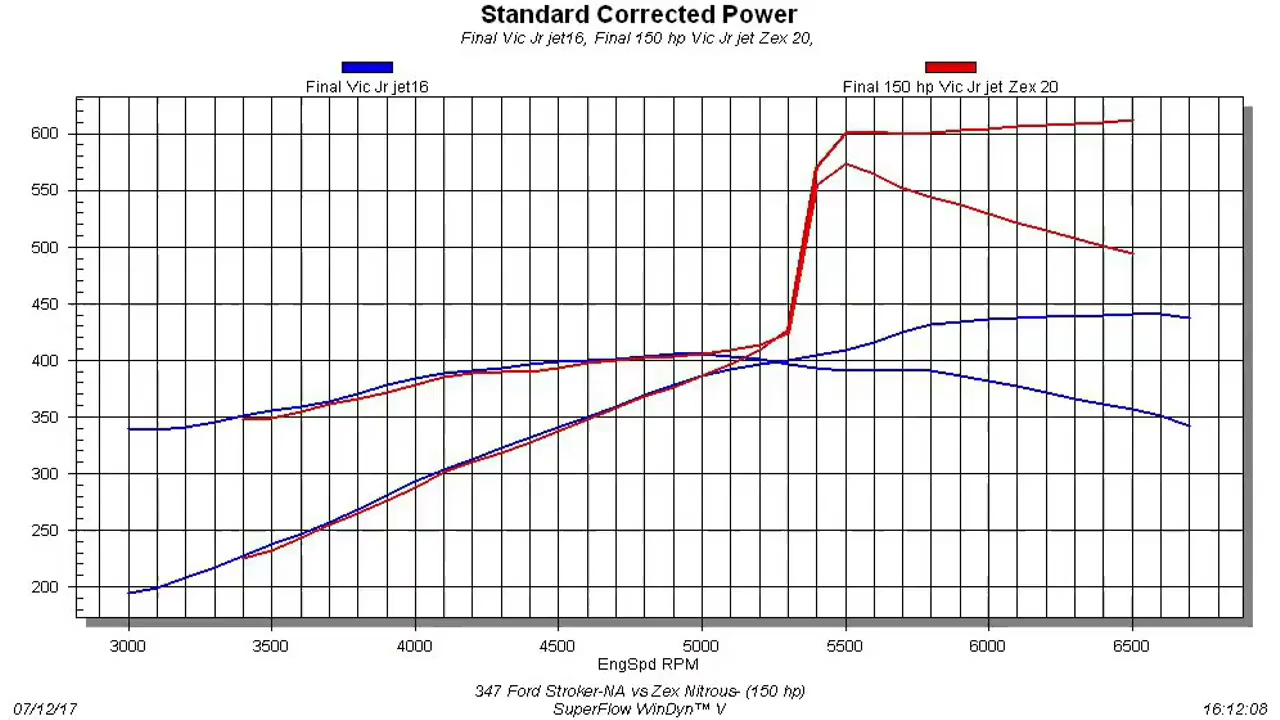 Standard Corrected Power
Final Vic Jr jet16, Final 150 hp Vic Jr jet Zex 20,
Final Vic Jr jet16
Final 150 hp Vic Jr jet Zex 20
600
550
500
450
400
350
300
250
200
3000 3500 4000 4500 5000 5500 6000 6500
EngSpd RPM
347 Ford Stroker-NA vs Zex Nitrous- (150 hp)
07/12/17 SuperFlow WinDyn™ V 16:12:08